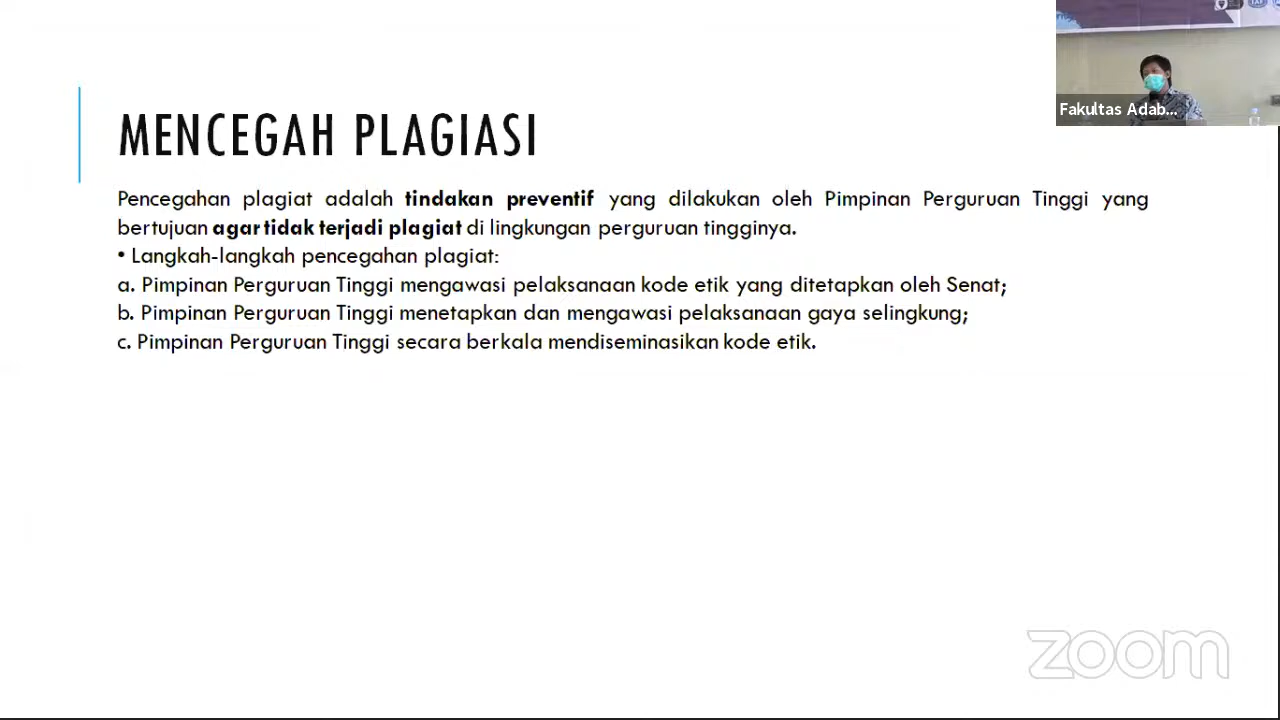 MENCEGAH PLAGIASI
Fakultas Adab...
Pencegahan plagiat adalah tindakan preventif yang dilakukan oleh Pimpinan Perguruan Tinggi yang
bertujuan agar tidak terjadi plagiat di lingkungan perguruan tingginya.
• Langkah-langkah pencegahan plagiat:
a. Pimpinan Perguruan Tinggi mengawasi pelaksanaan kode etik yang ditetapkan oleh Senat;
b. Pimpinan Perguruan Tinggi menetapkan dan mengawasi pelaksanaan gaya selingkung;
c. Pimpinan Perguruan Tinggi secara berkala mendiseminasikan kode etik.
zoom